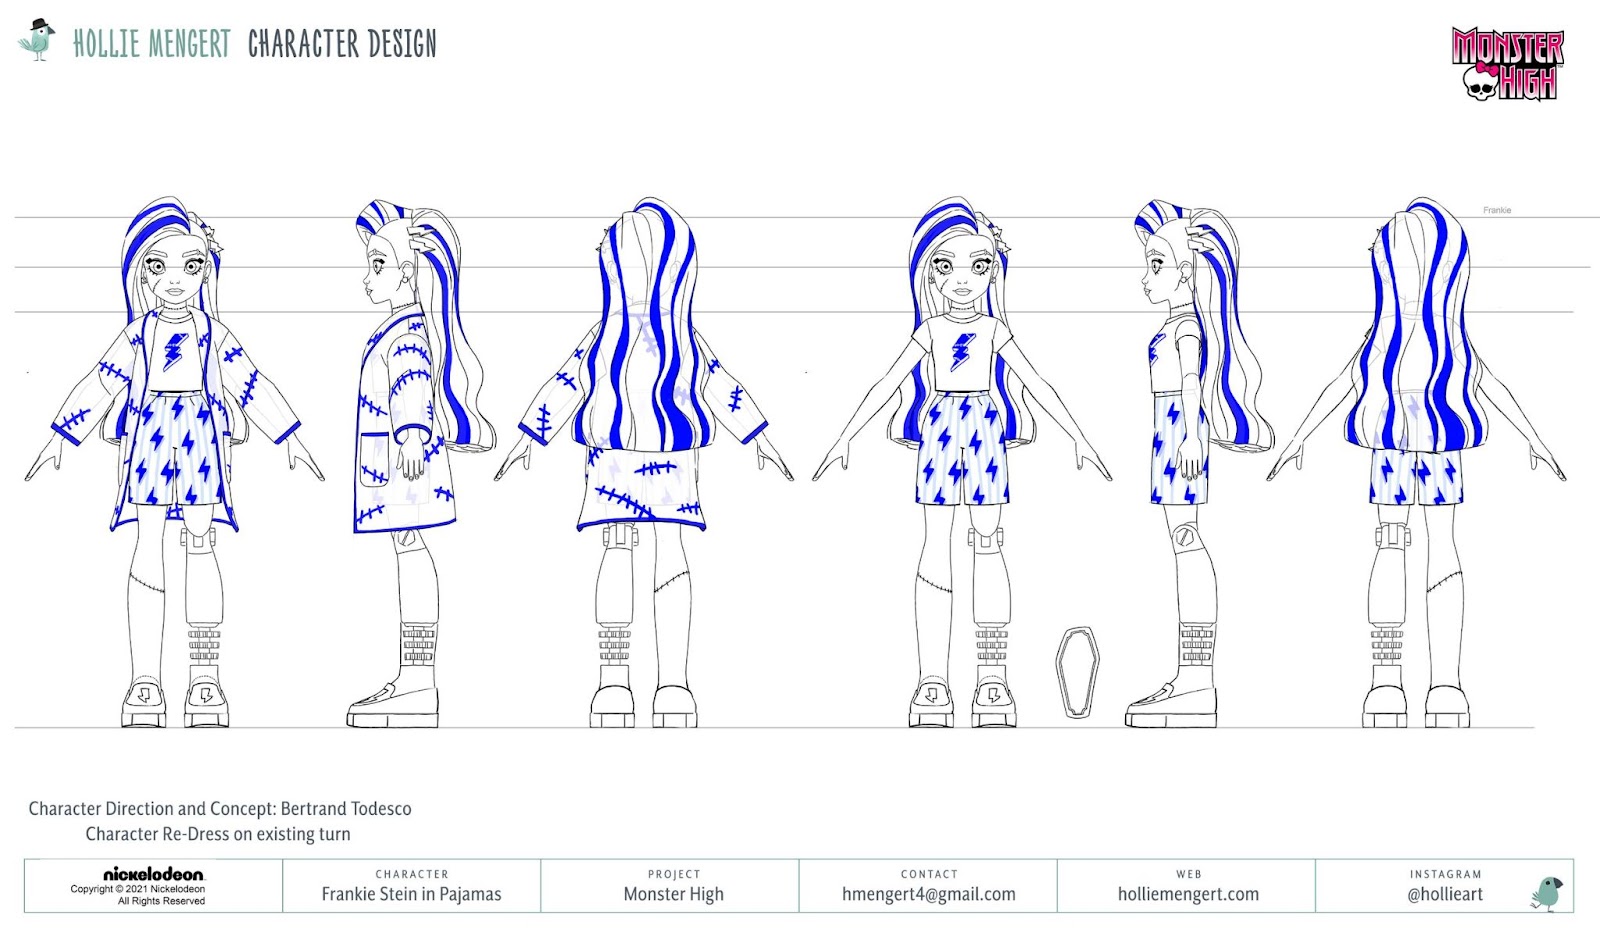 HOLLIE MENGERT CHARACTER DESIGN
MONSTER HIGH
Frankie
Character Direction and Concept: Bertrand Todesco
Character Re-Dress on existing turn
nickelodeon
Copyright © 2021 Nickelodeon
All Rights Reserved
CHARACTER
Frankie Stein in Pajamas
PROJECT
Monster High
CONTACT
hmengert4@gmail.com
WEB
holliemengert.com
INSTAGRAM
@hollieart